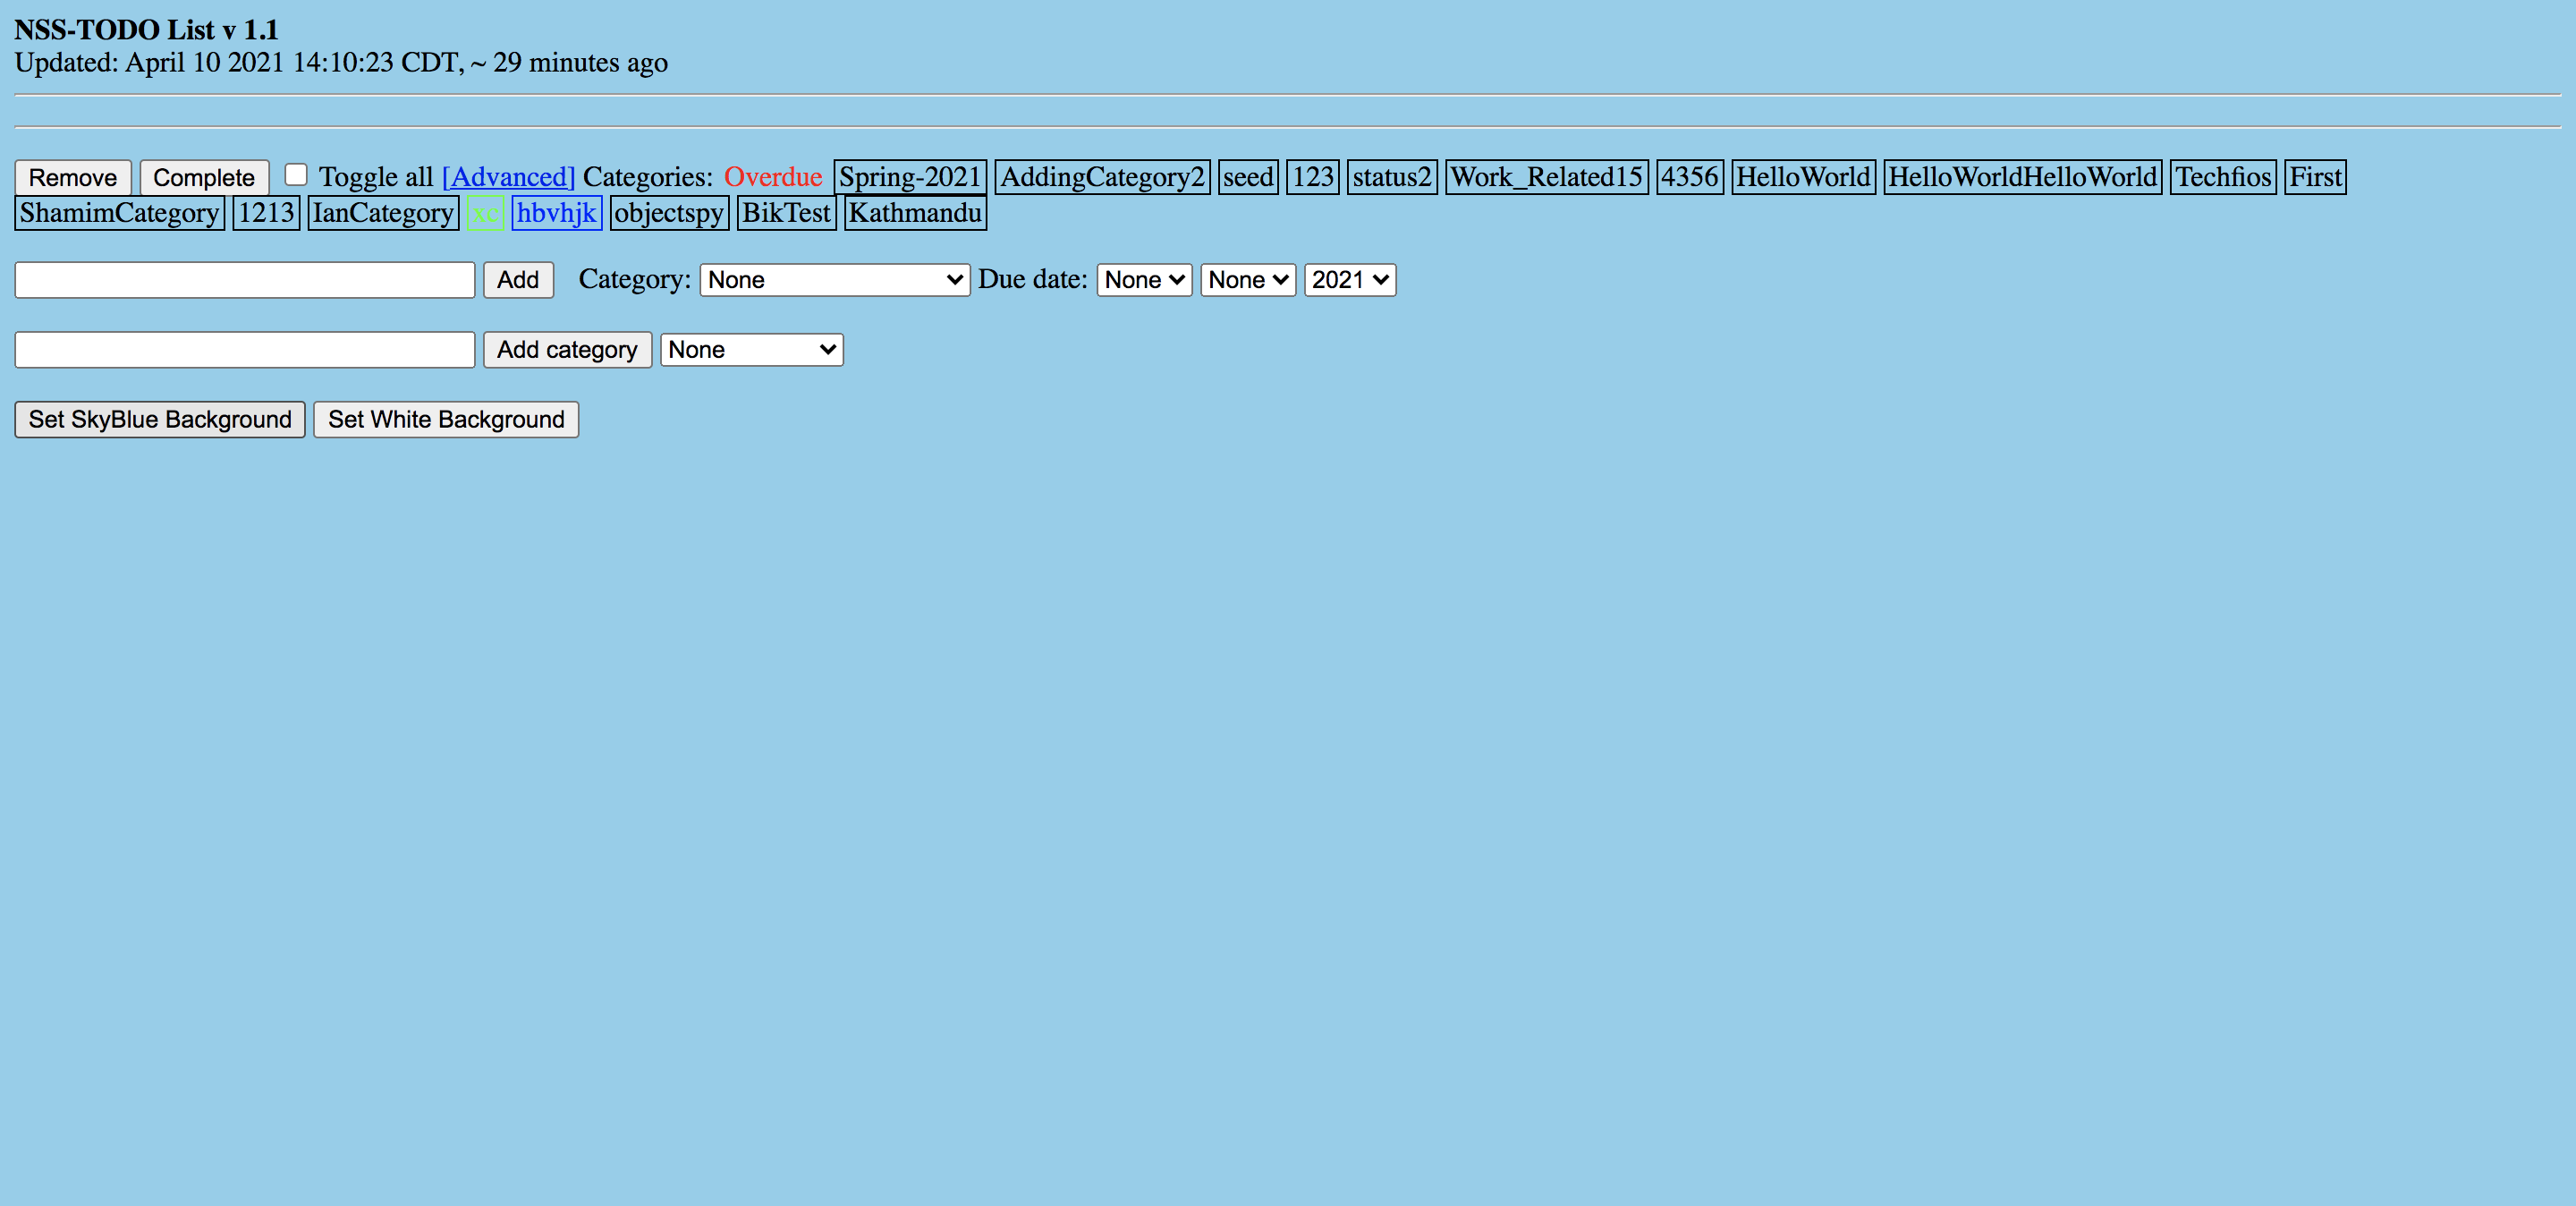 NSS-TODO List v 1.1
Updated: April 10 2021 14:10:23 CDT, ~ 29 minutes ago
Remove Complete Toggle all [Advanced] Categories: Overdue Spring-2021 AddingCategory2 seed 123 status2 Work_Related15 4356 HelloWorld HelloWorldHelloWorld Techfios First
ShamimCategory 1213 IanCategory xc hbvhjk objectspy BikTest Kathmandu
Add Category: None Due date: None None 2021
Add category None
Set SkyBlue Background Set White Background